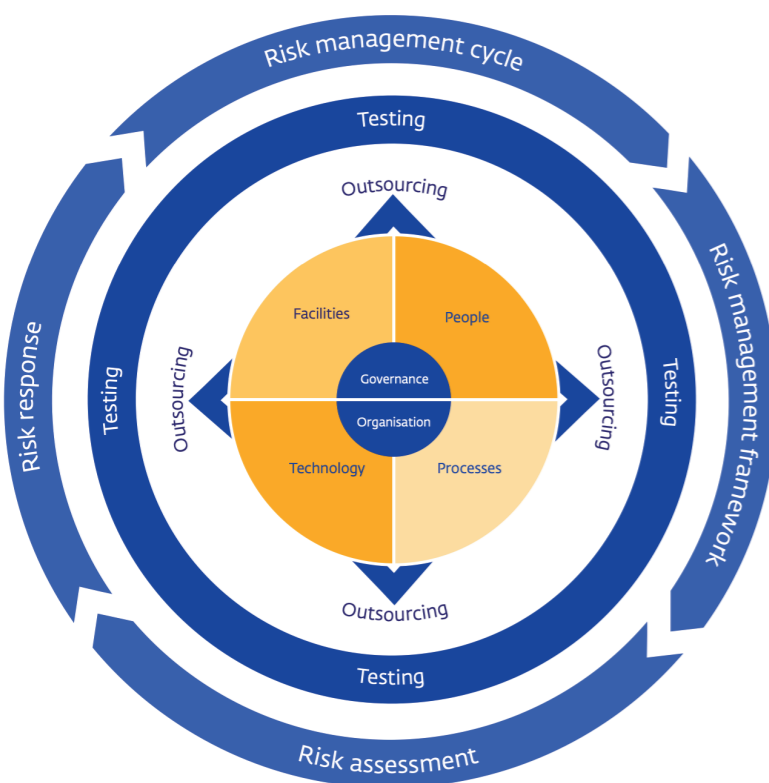 Risk management cycle
Testing
Outsourcing
Facilities
People
Governance
Organisation
Technology
Processes
Outsourcing
Outsourcing
Testing
Testing
Risk response
Risk management framework
Outsourcing
Testing
Risk assessment